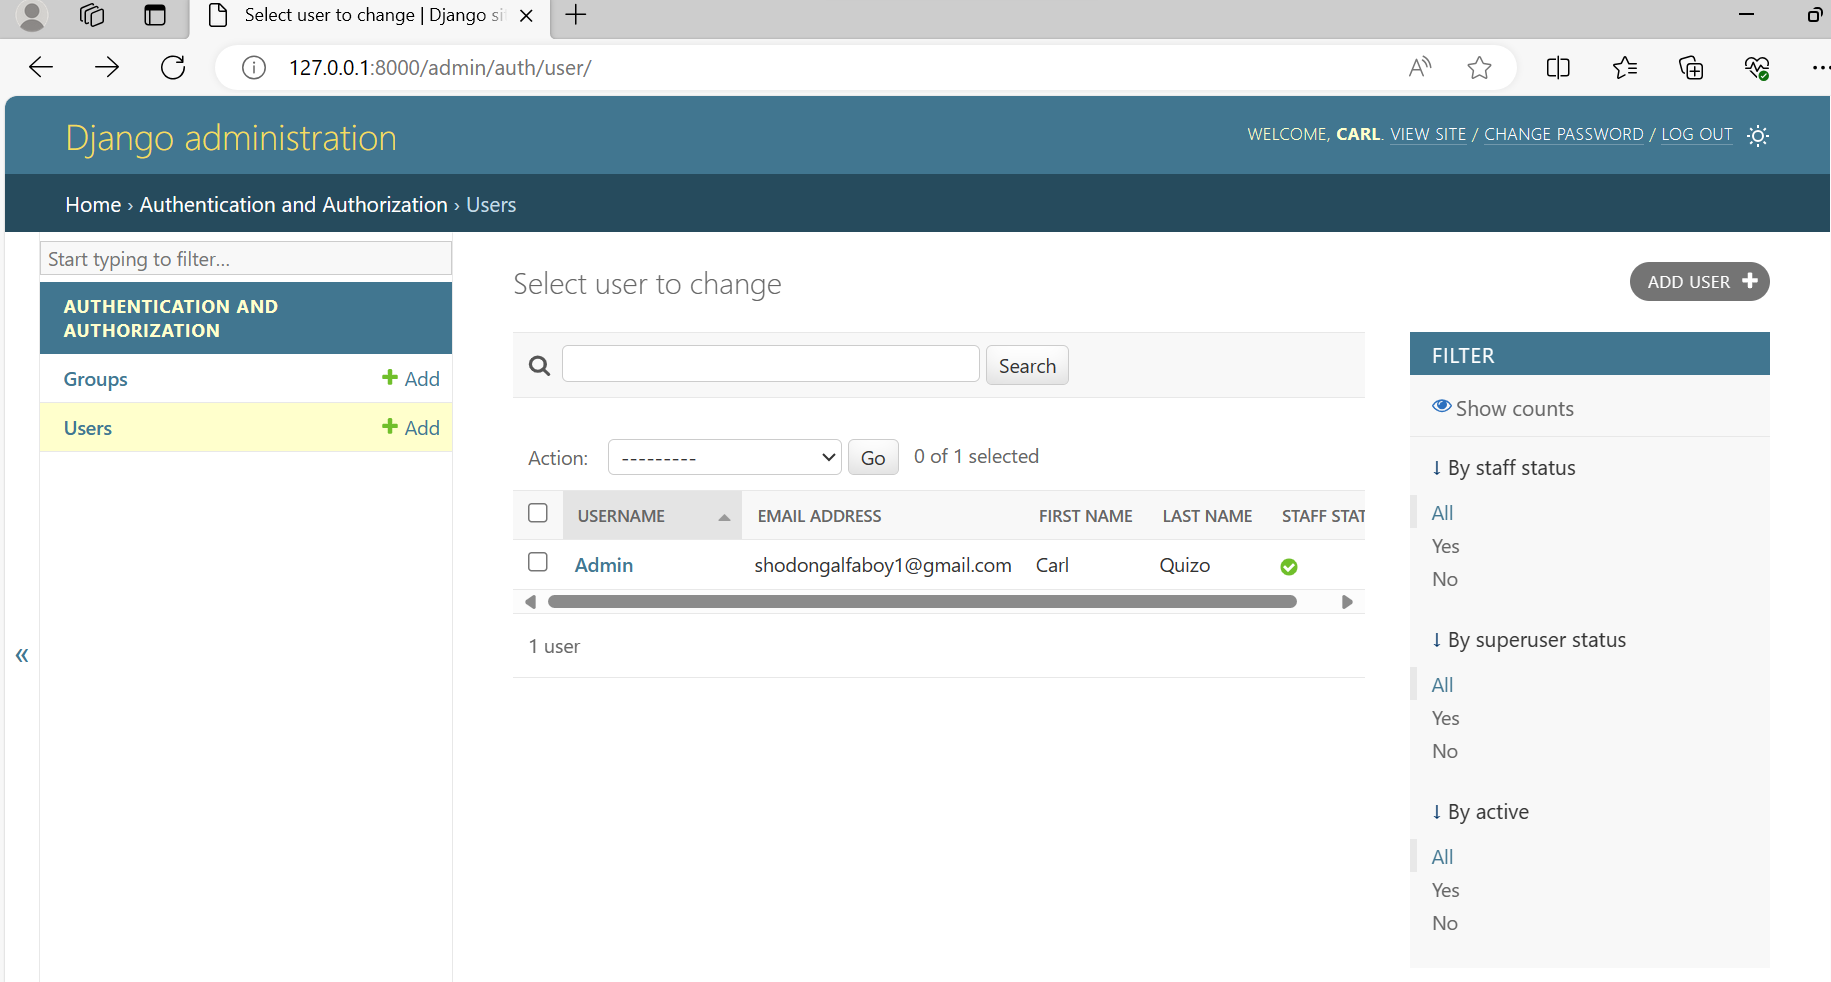 Select user to change | Django si
127.0.0.1:8000/admin/auth/user/
Django administration
WELCOME, CARL. VIEW SITE / CHANGE PASSWORD / LOG OUT
Home › Authentication and Authorization › Users
Start typing to filter...
AUTHENTICATION AND
AUTHORIZATION
Groups
+ Add
Users
+ Add
«
Select user to change
ADD USER +
Search
Action:
---------
Go
0 of 1 selected
USERNAME
EMAIL ADDRESS
FIRST NAME
LAST NAME
STAFF STAT
Admin
shodongalfaboy1@gmail.com
Carl
Quizo
1 user
FILTER
Show counts
↓ By staff status
All
Yes
No
↓ By superuser status
All
Yes
No
↓ By active
All
Yes
No